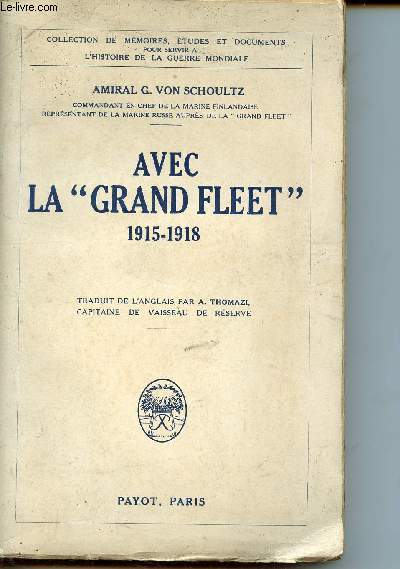 © le-livre.com
COLLECTION DE MÉMOIRES, ÉTUDES ET DOCUMENTS
POUR SERVIR A
L'HISTOIRE DE LA GUERRE MONDIALE
AMIRAL G. VON SCHOULTZ
COMMANDANT EN CHEF DE LA MARINE FINLANDAISE
REPRÉSENTANT DE LA MARINE RUSSE AUPRÈS DE LA "GRAND FLEET"
AVEC
LA "GRAND FLEET"
1915-1918
TRADUIT DE L'ANGLAIS PAR A. THOMAZI,
CAPITAINE DE VAISSEAU DE RÉSERVE
PAYOT, PARIS